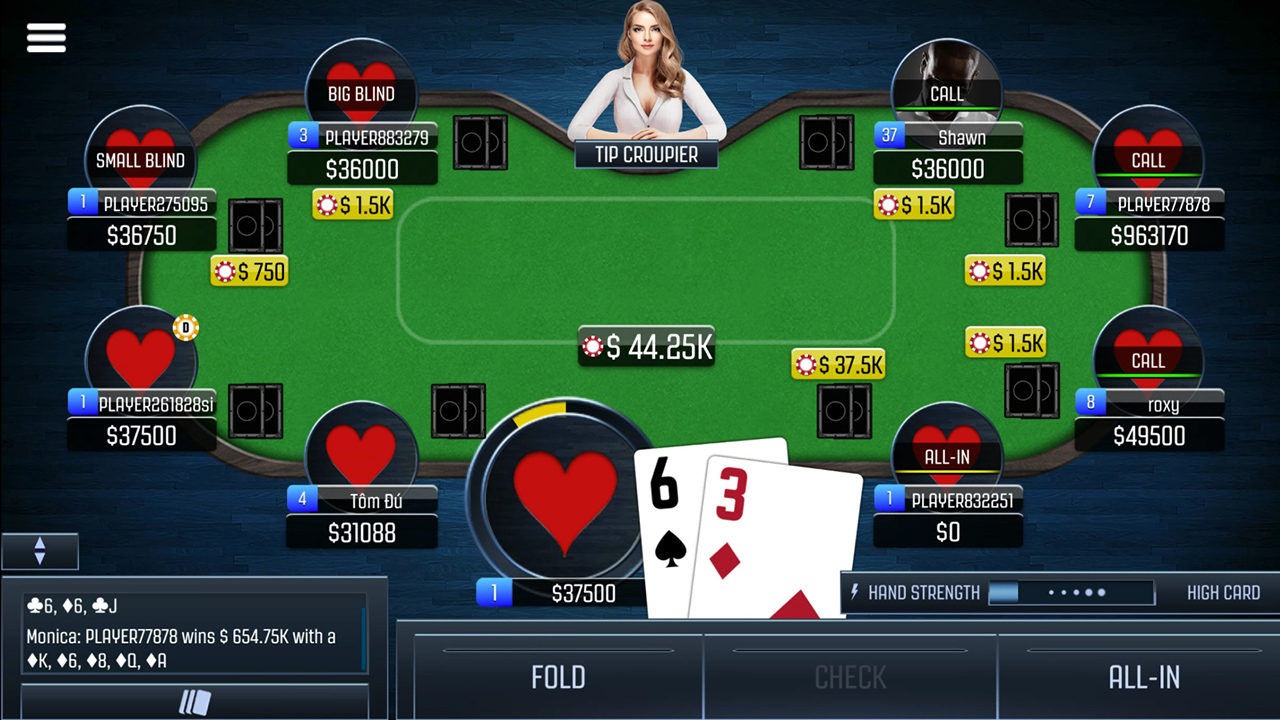 BIG BLIND
3 PLAYER883279
$36000
$ 1.5K
TIP CROUPIER
CALL
37 Shawn
$36000
$ 1.5K
SMALL BLIND
1 PLAYER275095
$36750
$ 750
CALL
7 PLAYER77878
$963170
$ 1.5K
$ 44.25K
D
1 PLAYER261828si
$37500
$ 37.5K
$ 1.5K
CALL
8 roxy
$49500
4 Tôm Đú
$31088
1 $37500
6
3
ALL-IN
1 PLAYER832251
$0
♣6, ♦6, ♣J
Monica: PLAYER77878 wins $ 654.75K with a
♦K, ♦6, ♦8, ♦Q, ♦A
HAND STRENGTH
HIGH CARD
FOLD
CHECK
ALL-IN